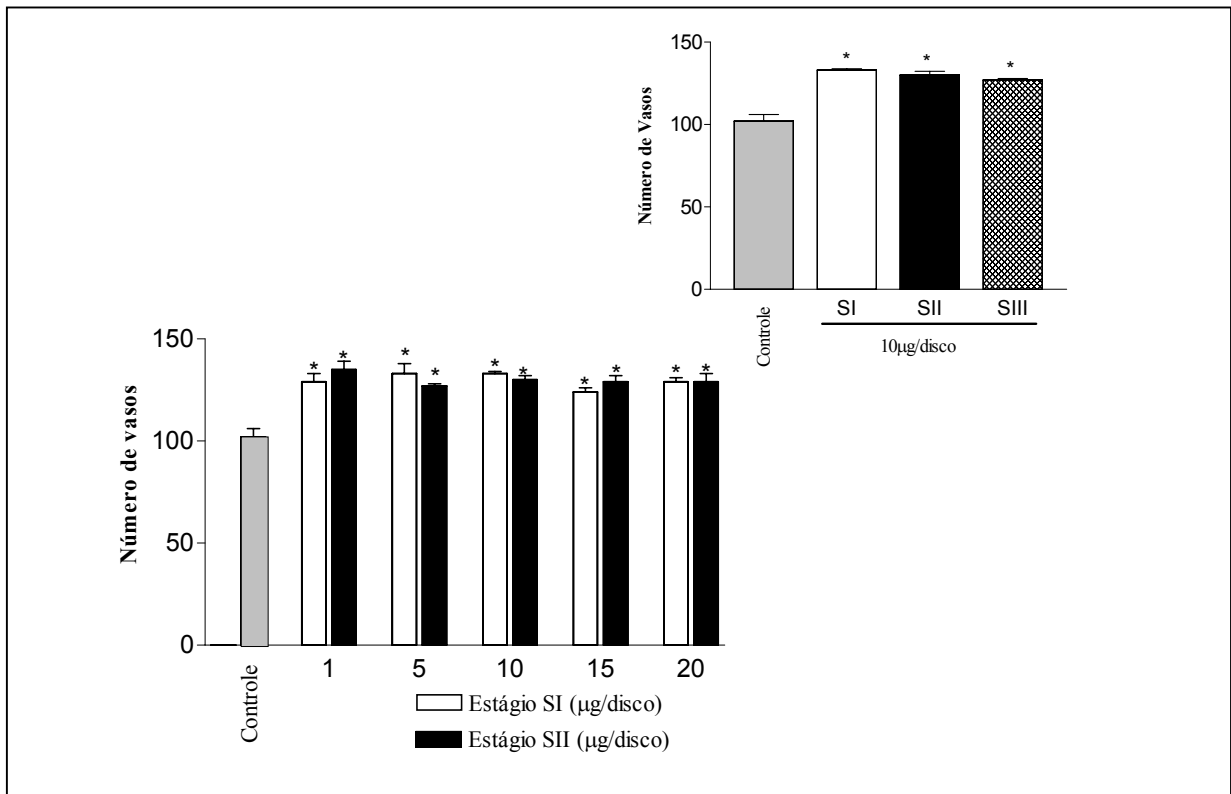 150
100
50
0
Número de Vasos
* * *
Controle
SI SII SIII
10μg/disco
150
100
50
0
Número de vasos
* * * * * * * * * *
Controle
1 5 10 15 20
Estágio SI (μg/disco)
Estágio SII (μg/disco)